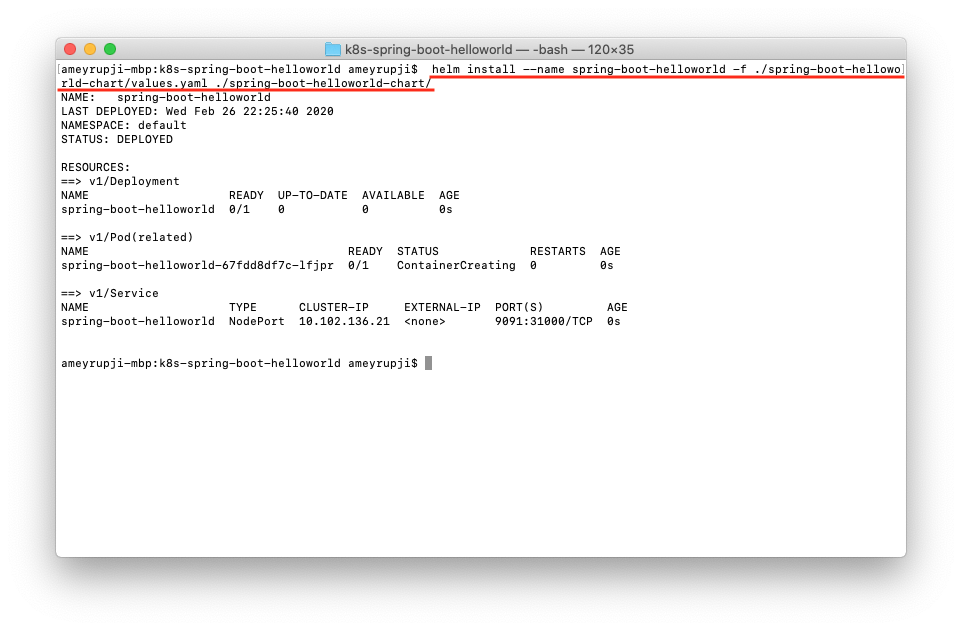 k8s-spring-boot-helloworld — -bash — 120×35
ameyrupji-mbp:k8s-spring-boot-helloworld ameyrupji$  helm install --name spring-boot-helloworld -f ./spring-boot-hellowo
rld-chart/values.yaml ./spring-boot-helloworld-chart/
NAME:   spring-boot-helloworld
LAST DEPLOYED: Wed Feb 26 22:25:40 2020
NAMESPACE: default
STATUS: DEPLOYED
RESOURCES:
==> v1/Deployment
NAME                    READY  UP-TO-DATE  AVAILABLE  AGE
spring-boot-helloworld  0/1    0           0          0s
==> v1/Pod(related)
NAME                                     READY  STATUS             RESTARTS  AGE
spring-boot-helloworld-67fdd8df7c-lfjpr  0/1    ContainerCreating  0         0s
==> v1/Service
NAME                    TYPE      CLUSTER-IP     EXTERNAL-IP  PORT(S)         AGE
spring-boot-helloworld  NodePort  10.102.136.21  <none>       9091:31000/TCP  0s
ameyrupji-mbp:k8s-spring-boot-helloworld ameyrupji$